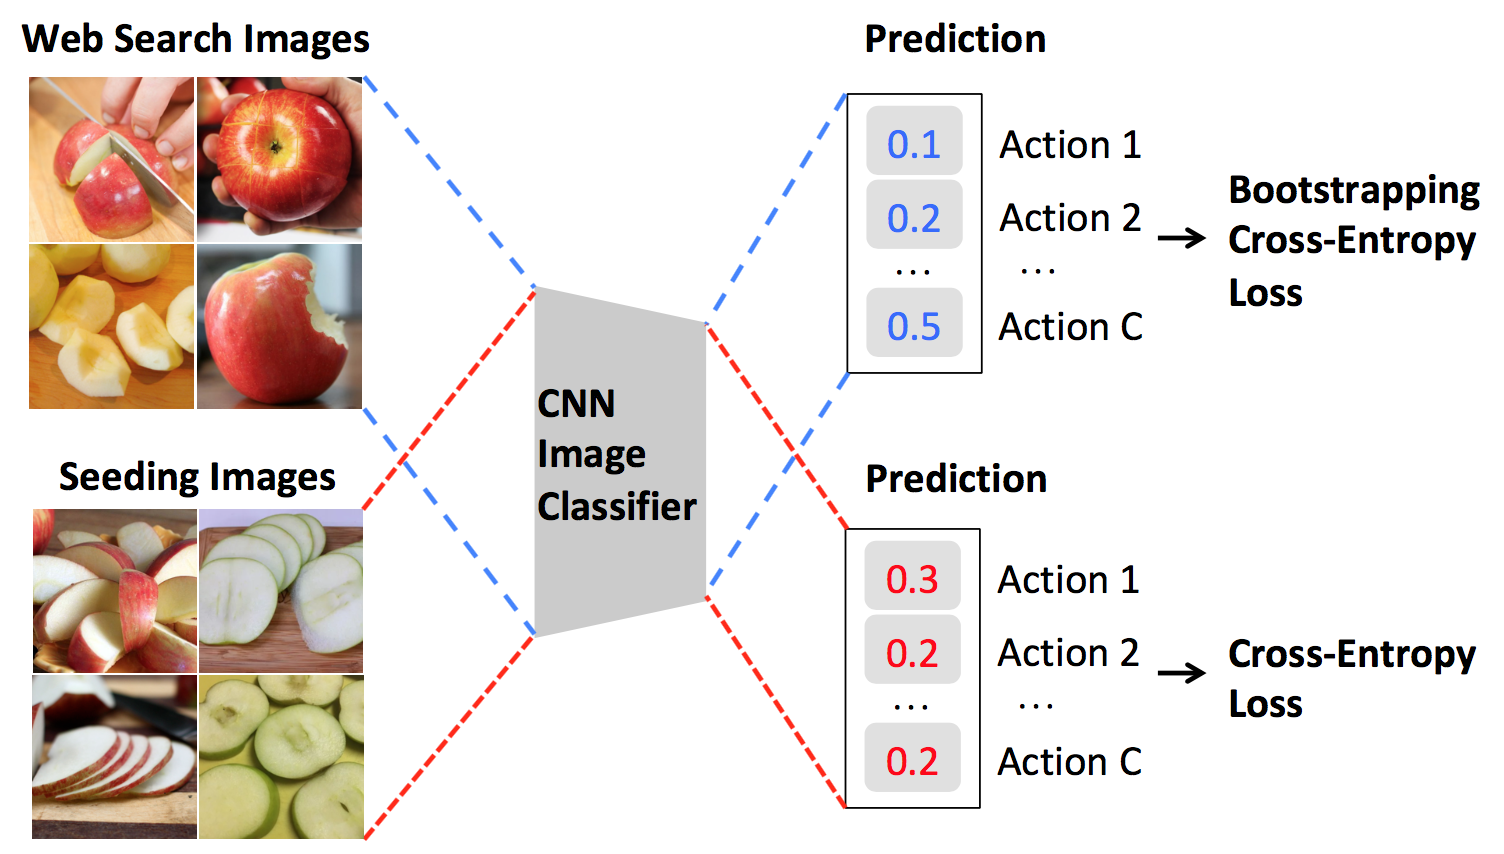 Web Search Images
Seeding Images
CNN
Image
Classifier
Prediction
0.1 Action 1
0.2 Action 2
... ...
0.5 Action C
Bootstrapping
Cross-Entropy
Loss
Prediction
0.3 Action 1
0.2 Action 2
... ...
0.2 Action C
Cross-Entropy
Loss